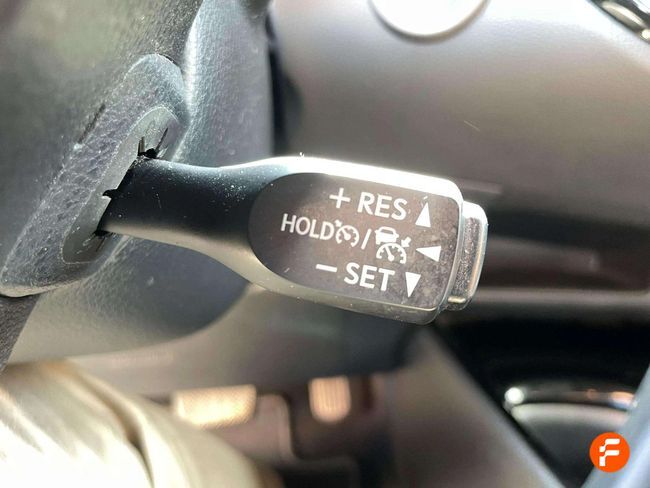 + RES
HOLD /
− SET